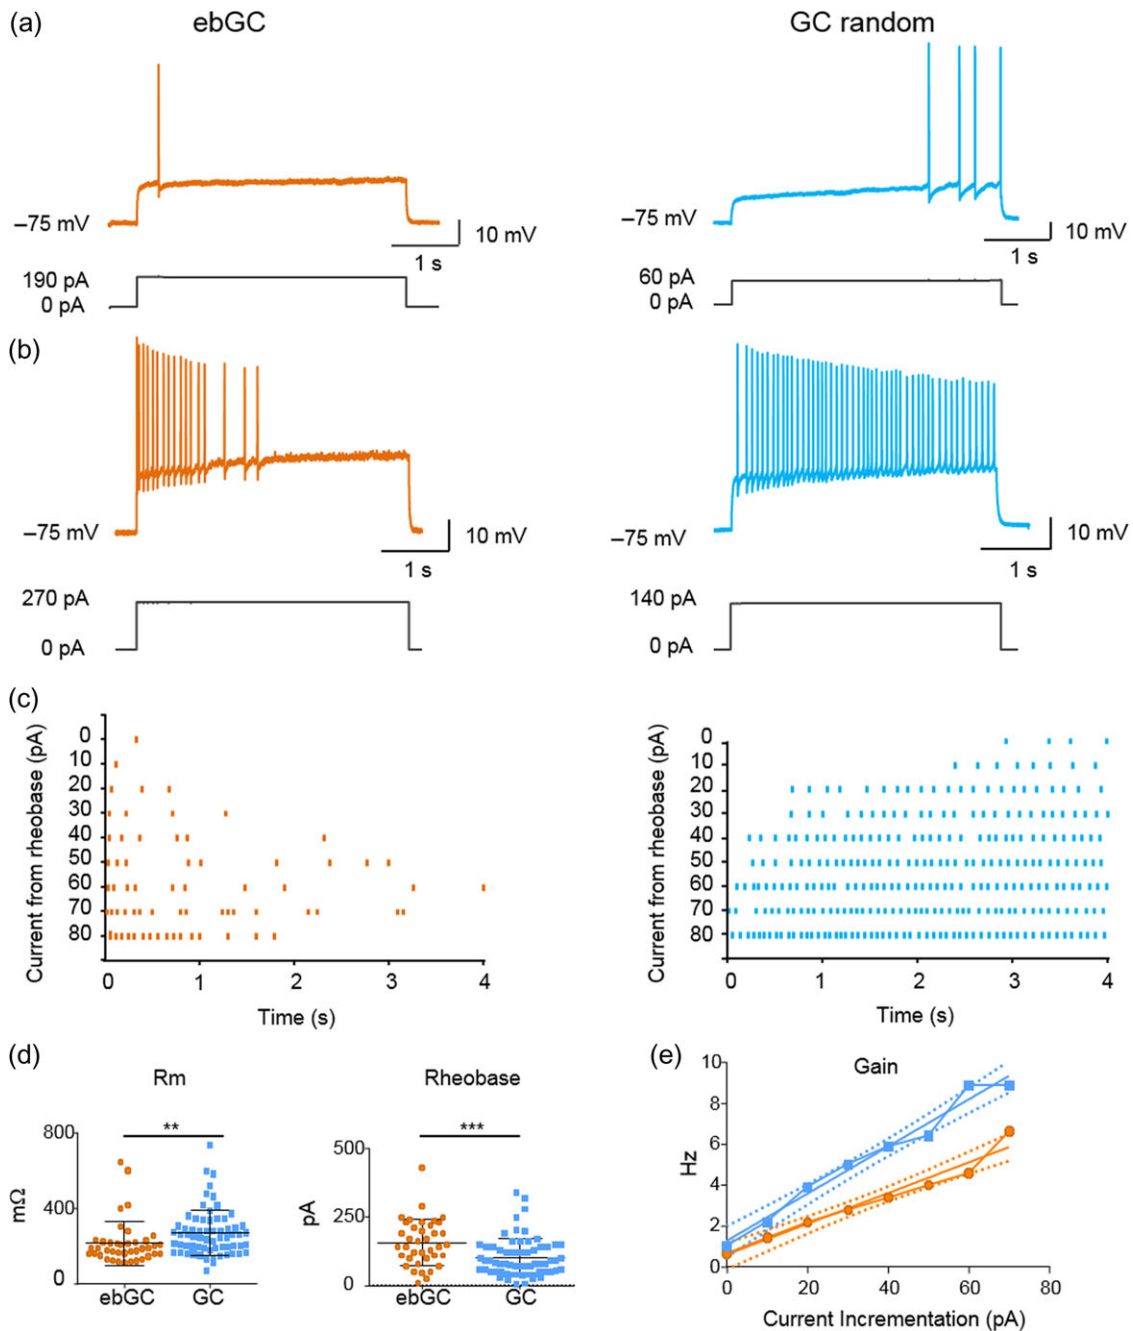 (a)
ebGC
GC random
–75 mV
10 mV
1 s
190 pA
0 pA
–75 mV
10 mV
1 s
60 pA
0 pA
(b)
–75 mV
10 mV
1 s
270 pA
0 pA
–75 mV
10 mV
1 s
140 pA
0 pA
(c)
Current from rheobase (pA)
0
10
20
30
40
50
60
70
80
0 1 2 3 4
Time (s)
Current from rheobase (pA)
0
10
20
30
40
50
60
70
80
0 1 2 3 4
Time (s)
(d)
Rm
**
mΩ
800
400
0
ebGC GC
Rheobase
***
pA
500
250
0
ebGC GC
(e)
Gain
Hz
10
8
6
4
2
0
0 20 40 60 80
Current Incrementation (pA)